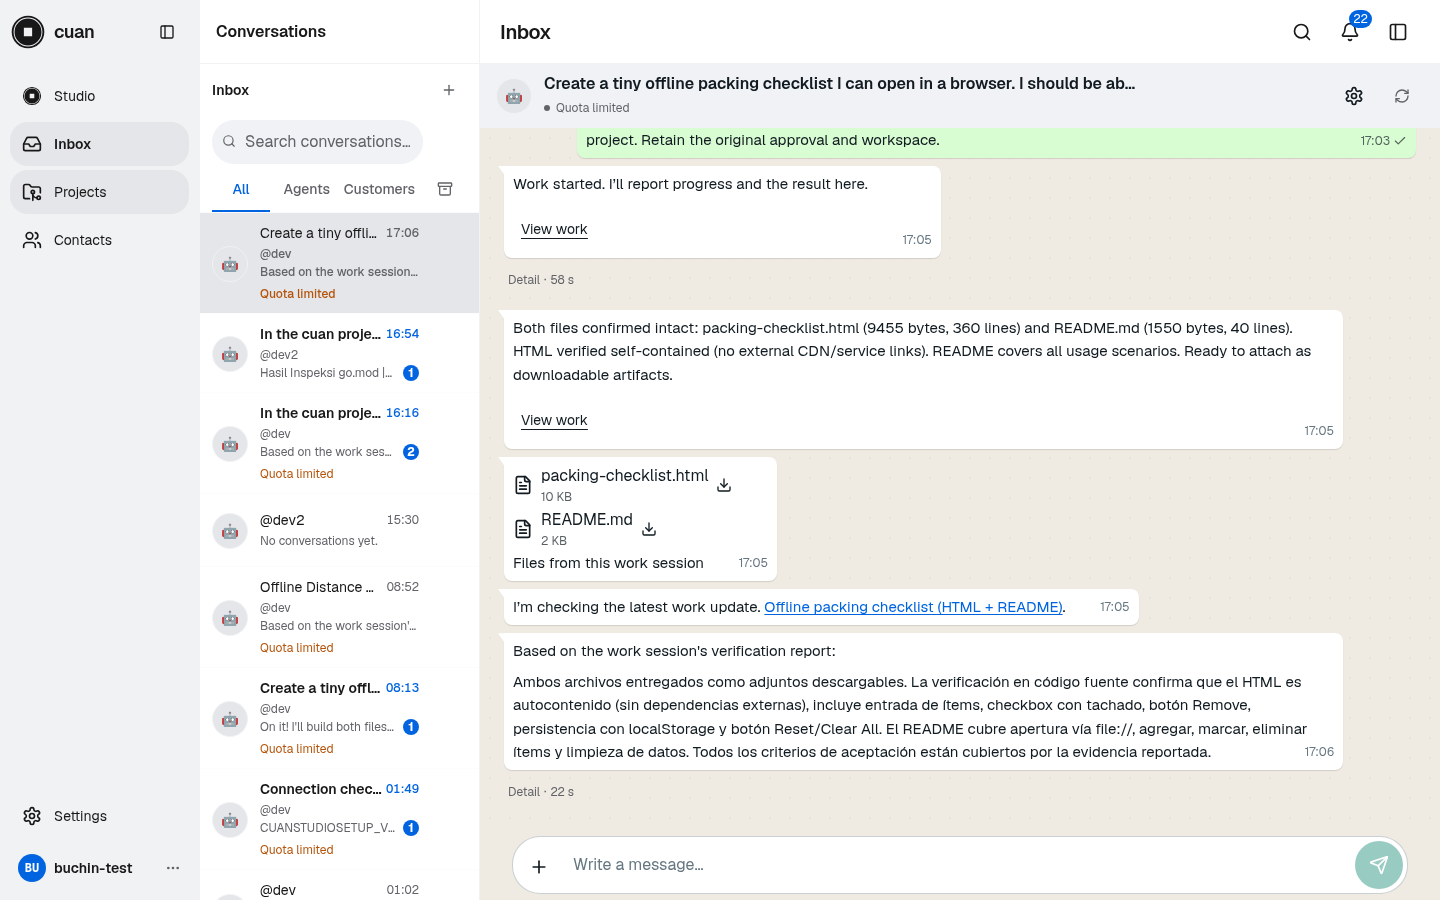 cuan
Studio
Inbox
Projects
Contacts
Settings
BU
buchin-test
Conversations
Inbox
Search conversations...
All
Agents
Customers
Create a tiny offli... 17:06
@dev
Based on the work session...
Quota limited
In the cuan proje... 16:54
@dev2
Hasil Inspeksi go.mod |... 1
In the cuan proje... 16:16
@dev
Based on the work ses... 2
Quota limited
@dev2 15:30
No conversations yet.
Offline Distance ... 08:52
@dev
Based on the work session'...
Quota limited
Create a tiny offl... 08:13
@dev
On it! I'll build both files... 1
Quota limited
Connection chec... 01:49
@dev
CUANSTUDIOSETUP_V... 1
Quota limited
@dev 01:02
Inbox
22
Create a tiny offline packing checklist I can open in a browser. I should be ab...
Quota limited
project. Retain the original approval and workspace. 17:03
Work started. I'll report progress and the result here.
View work
17:05
Detail · 58 s
Both files confirmed intact: packing-checklist.html (9455 bytes, 360 lines) and README.md (1550 bytes, 40 lines).
HTML verified self-contained (no external CDN/service links). README covers all usage scenarios. Ready to attach as
downloadable artifacts.
View work
17:05
packing-checklist.html
10 KB
README.md
2 KB
Files from this work session 17:05
I'm checking the latest work update. Offline packing checklist (HTML + README). 17:05
Based on the work session's verification report:
Ambos archivos entregados como adjuntos descargables. La verificación en código fuente confirma que el HTML es
autocontenido (sin dependencias externas), incluye entrada de ítems, checkbox con tachado, botón Remove,
persistencia con localStorage y botón Reset/Clear All. El README cubre apertura vía file://, agregar, marcar, eliminar
ítems y limpieza de datos. Todos los criterios de aceptación están cubiertos por la evidencia reportada. 17:06
Detail · 22 s
Write a message...